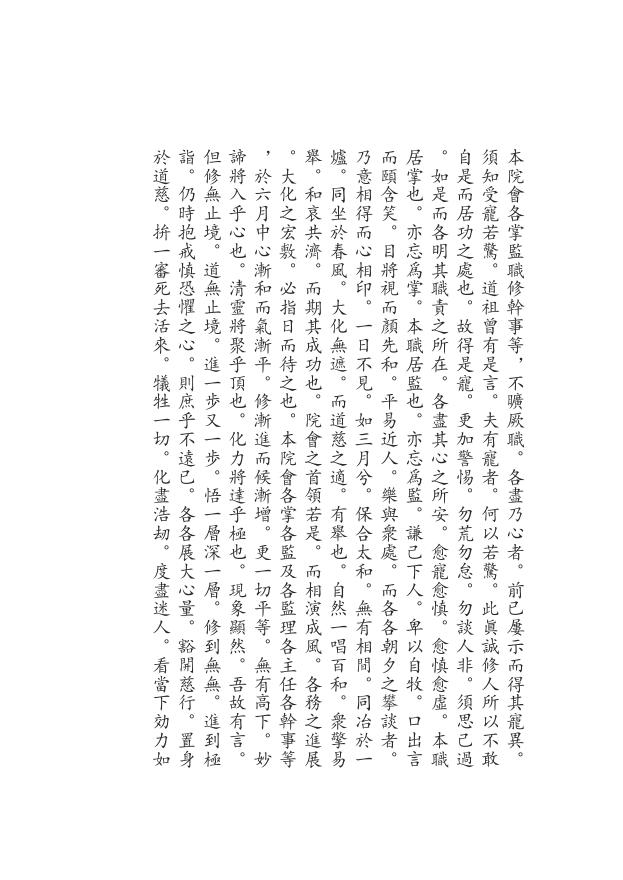 本院會各掌監職修幹事等，不曠厥職。各盡乃心者。前已屢示而得其寵異。
須知受寵若驚。道祖曾有是言。夫有寵者。何以若驚。此眞誠修人所以不敢
自是而居功之處也。故得是寵。更加警惕。勿荒勿怠。勿談人非。須思己過
。如是而各明其職責之所在。各盡其心之所安。愈寵愈慎。愈慎愈虛。本職
居掌也。亦忘爲掌。本職居監也。亦忘爲監。謙己下人。卑以自牧。口出言
而頤含笑。目將視而顏先和。平易近人。樂與衆處。而各各朝夕之攀談者。
乃意相得而心相印。一日不見。如三月兮。保合太和。無有相間。同冶於一
爐。同坐於春風。大化無遮。而道慈之適。有舉也。自然一唱百和。衆擎易
舉。和衷共濟。而期其成功也。院會之首領若是。而相演成風。各務之進展
。大化之宏敷。必指日而待之也。本院會各掌各監及各監理各主任各幹事等
，於六月中心漸和而氣漸平。修漸進而候漸增。更一切平等。無有高下。妙
諦將入乎心也。清靈將聚乎頂也。化力將達乎極也。現象顯然。吾故有言。
但修無止境。道無止境。進一步又一步。悟一層深一層。修到無無。進到極
詣。仍時抱戒慎恐懼之心。則庶乎不遠已。各各展大心量。豁開慈行。置身
於道慈。拚一審死去活來。犧牲一切。化盡浩劫。度盡迷人。看當下効力如